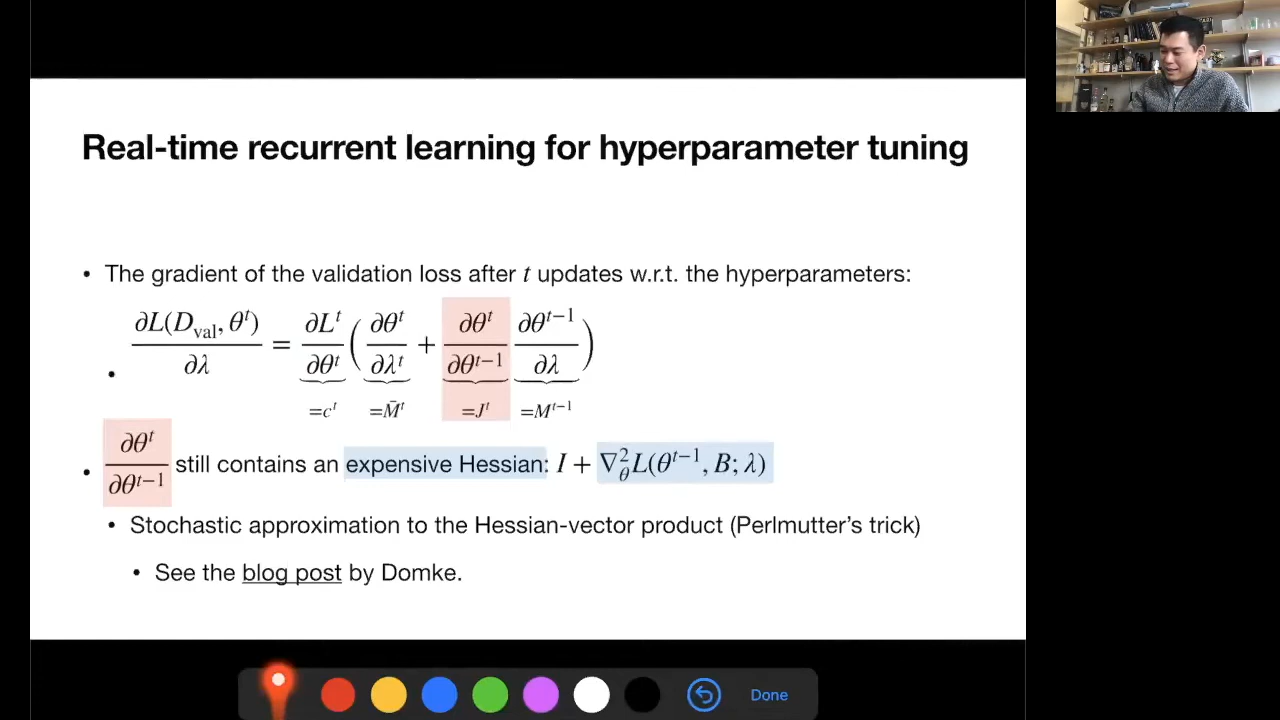 Real-time recurrent learning for hyperparameter tuning
• The gradient of the validation loss after t updates w.r.t. the hyperparameters:
• ∂L(D_val, θ^t)/∂λ = ∂L^t/∂θ^t (∂θ^t/∂λ^t + ∂θ^t/∂θ^{t−1} ∂θ^{t−1}/∂λ)
=c^t =M̄^t =J^t =M^{t−1}
• ∂θ^t/∂θ^{t−1} still contains an expensive Hessian: I + ∇²_θ L(θ^{t−1}, B; λ)
• Stochastic approximation to the Hessian-vector product (Perlmutter’s trick)
• See the blog post by Domke.
Done